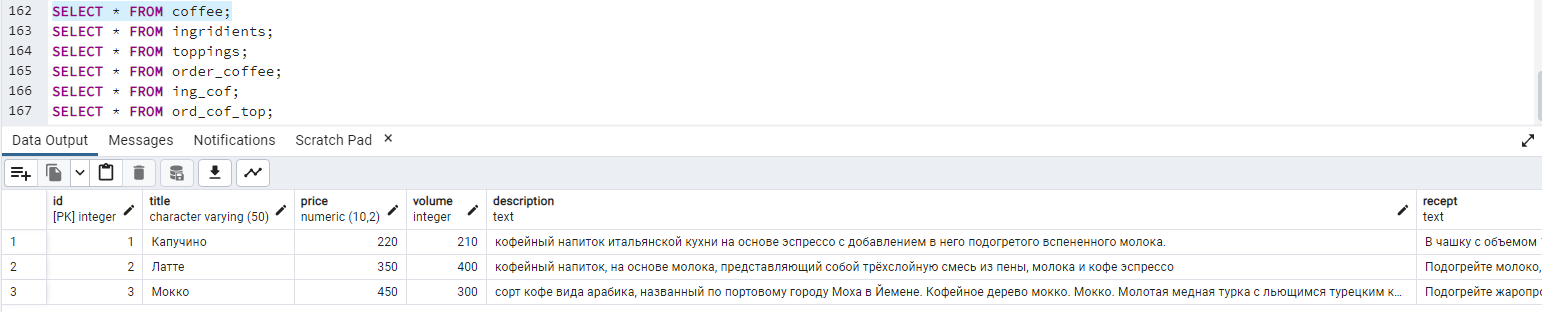 162 SELECT * FROM coffee;
163 SELECT * FROM ingridients;
164 SELECT * FROM toppings;
165 SELECT * FROM order_coffee;
166 SELECT * FROM ing_cof;
167 SELECT * FROM ord_cof_top;
Data Output Messages Notifications Scratch Pad ×
id title price volume description recept
[PK] integer character varying (50) numeric (10,2) integer text text
1 1 Капучино 220 210 кофейный напиток итальянской кухни на основе эспрессо с добавлением в него подогретого вспененного молока. В чашку с объемом
2 2 Латте 350 400 кофейный напиток, на основе молока, представляющий собой трёхслойную смесь из пены, молока и кофе эспрессо Подогрейте молоко,
3 3 Мокко 450 300 сорт кофе вида арабика, названный по портовому городу Моха в Йемене. Кофейное дерево мокко. Мокко. Молотая медная турка с льющимся турецким к... Подогрейте жаропро